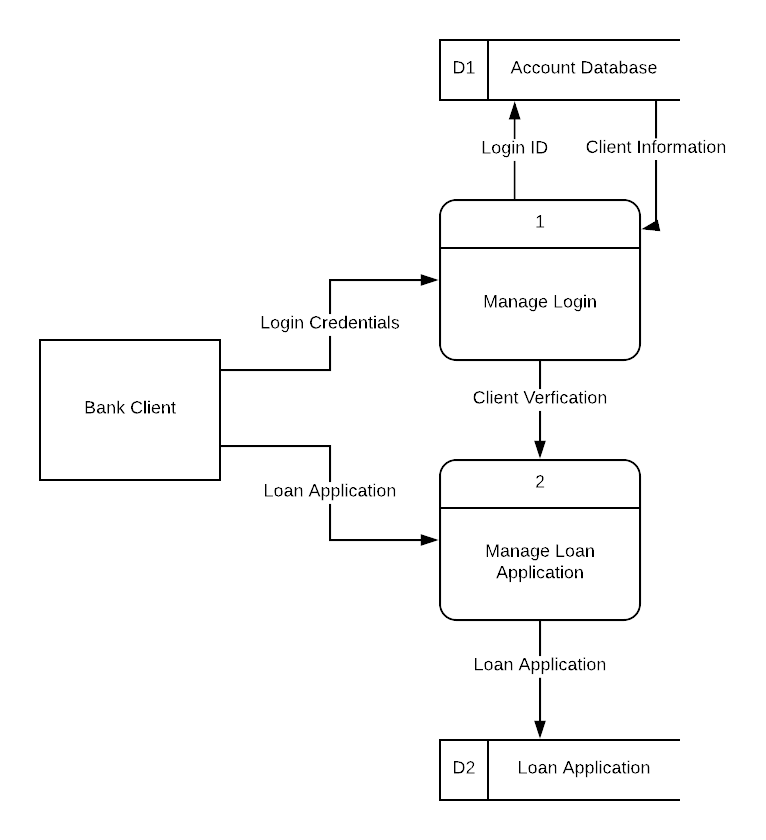 D1
Account Database
Login ID
Client Information
1
Manage Login
Login Credentials
Client Verfication
Bank Client
2
Loan Application
Manage Loan
Application
Loan Application
D2
Loan Application